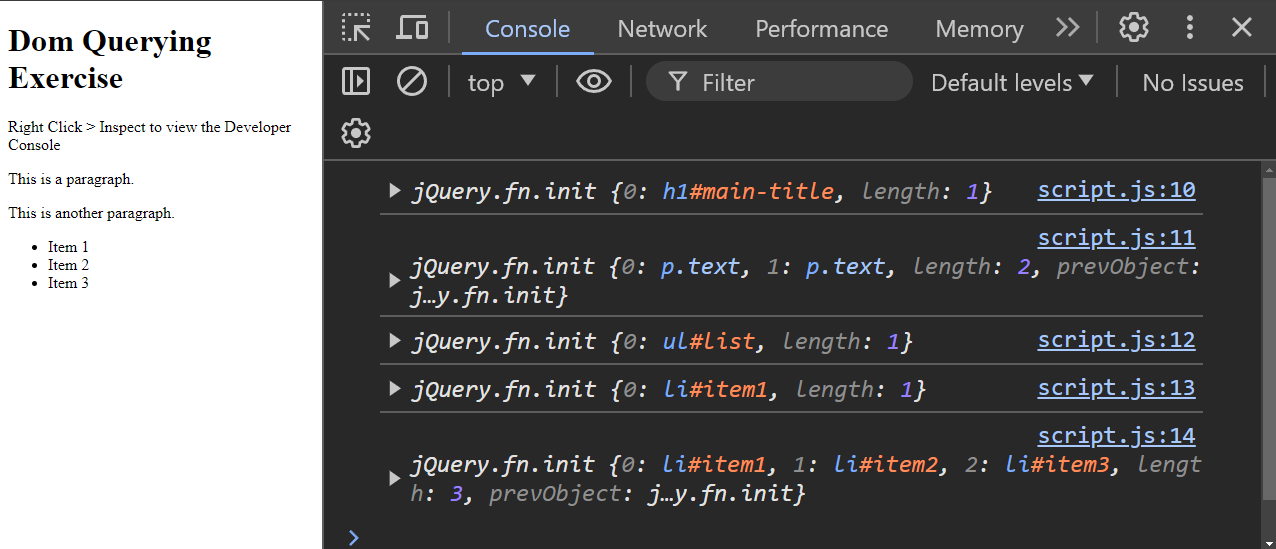 Dom Querying
Exercise
Right Click > Inspect to view the Developer
Console
This is a paragraph.
This is another paragraph.
• Item 1
• Item 2
• Item 3
Console Network Performance Memory
top Filter Default levels No Issues
jQuery.fn.init {0: h1#main-title, length: 1} script.js:10
script.js:11
jQuery.fn.init {0: p.text, 1: p.text, length: 2, prevObject:
j…y.fn.init}
jQuery.fn.init {0: ul#list, length: 1} script.js:12
jQuery.fn.init {0: li#item1, length: 1} script.js:13
script.js:14
jQuery.fn.init {0: li#item1, 1: li#item2, 2: li#item3, lengt
h: 3, prevObject: j…y.fn.init}